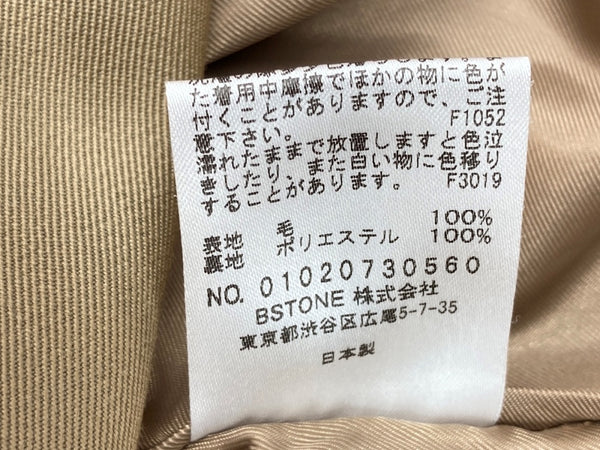 た着用中摩擦でほかの物に色が
付くことがありますので、ご注
意下さい。 F1052
濡れたままで放置しますと色泣
きしたり、また白い物に色移り
することがあります。 F3019
表地 毛 100%
裏地 ポリエステル 100%
NO. 01020730560
BSTONE 株式会社
東京都渋谷区広尾5-7-35
日本製